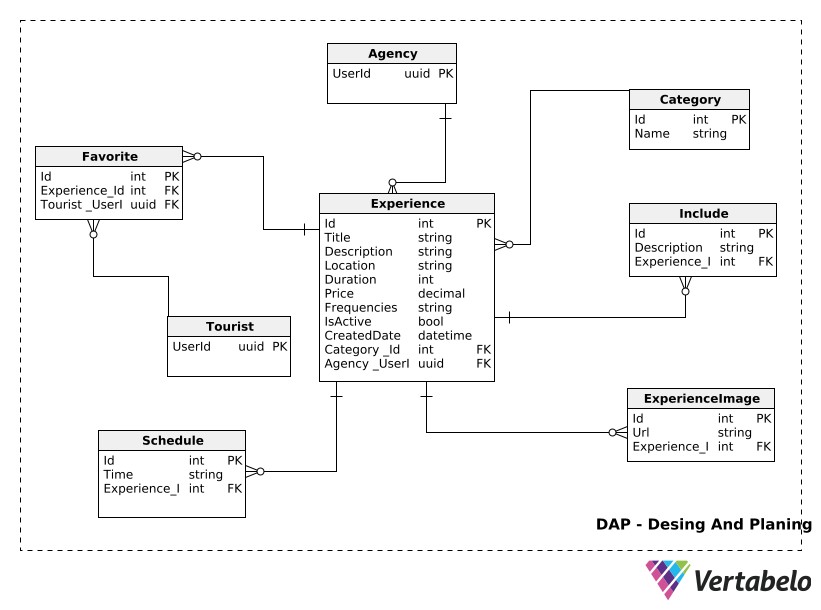 Agency
UserId uuid PK
Category
Id int PK
Name string
Favorite
Id int PK
Experience_Id int FK
Tourist _UserI uuid FK
Experience
Id int PK
Title string
Description string
Location string
Duration int
Price decimal
Frequencies string
IsActive bool
CreatedDate datetime
Category _Id int FK
Agency _UserI uuid FK
Include
Id int PK
Description string
Experience_I int FK
Tourist
UserId uuid PK
ExperienceImage
Id int PK
Url string
Experience_I int FK
Schedule
Id int PK
Time string
Experience_I int FK
DAP - Desing And Planing
Vertabelo